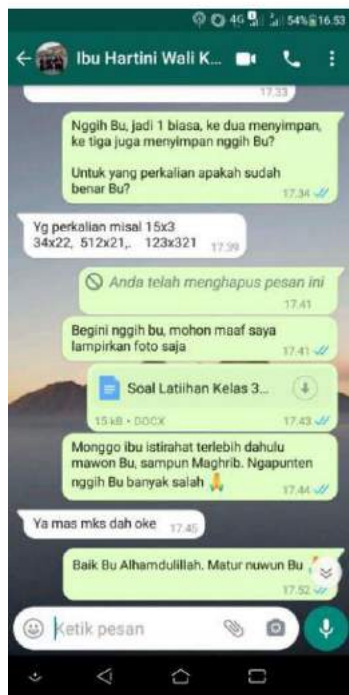 4G 54% 16.53
Ibu Hartini Wali K...
17.33
Nggih Bu, jadi 1 biasa, ke dua menyimpan,
ke tiga juga menyimpan nggih Bu?
Untuk yang perkalian apakah sudah
benar Bu?
17.34
Yg perkalian misal 15x3
34x22, 512x21,. 123x321 17.39
Anda telah menghapus pesan ini
17.41
Begini nggih bu, mohon maaf saya
lampirkan foto saja
17.41
Soal Latiihan Kelas 3...
15 kB • DOCX 17.43
Monggo ibu istirahat terlebih dahulu
mawon Bu, sampun Maghrib. Ngapunten
nggih Bu banyak salah
17.44
Ya mas mks dah oke 17.45
Baik Bu Alhamdulillah. Matur nuwun Bu
17.52
Ketik pesan